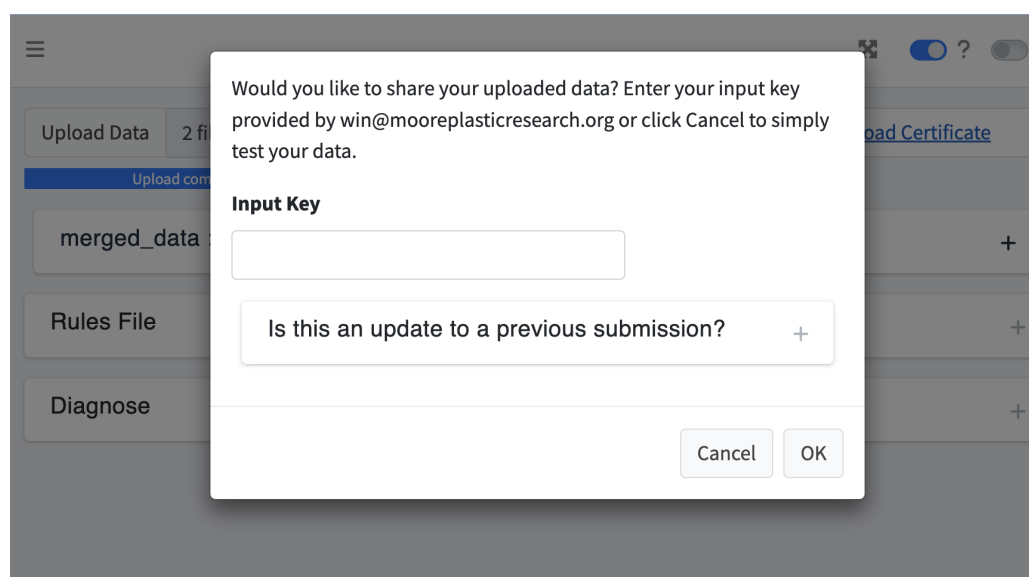 Would you like to share your uploaded data? Enter your input key
provided by win@mooreplasticresearch.org or click Cancel to simply
test your data.
Input Key
Is this an update to a previous submission?
Cancel
OK
?
Upload Data
2
Certificate
Upload
merged_data
Rules File
Diagnose